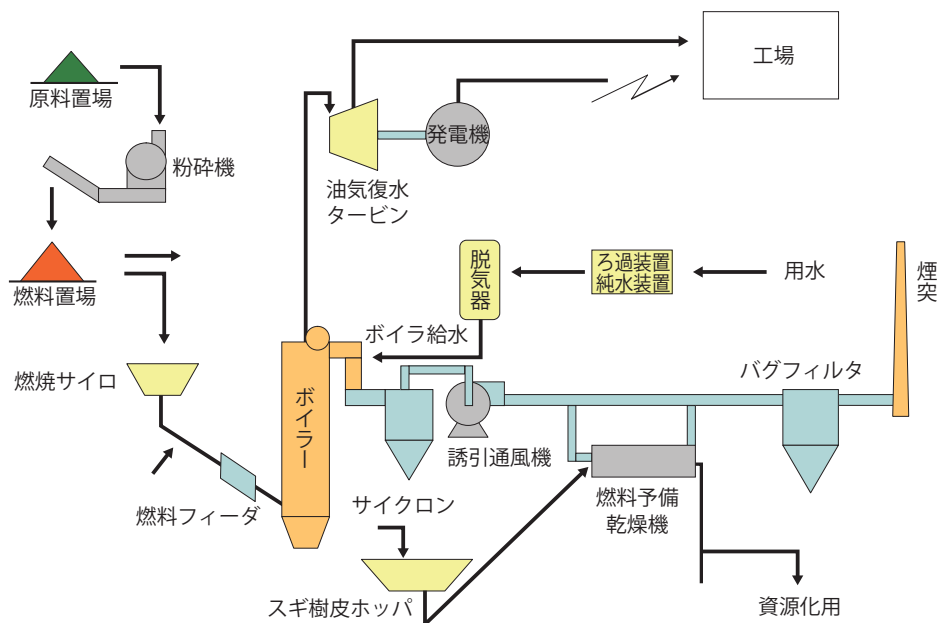 工場
原料置場
発電機
粉砕機
油気復水
タービン
脱気器
ろ過装置
純水装置
用水
煙突
燃料置場
ボイラ給水
バグフィルタ
燃焼サイロ
ボイラー
誘引通風機
サイクロン
燃料予備
乾燥機
燃料フィーダ
スギ樹皮ホッパ
資源化用